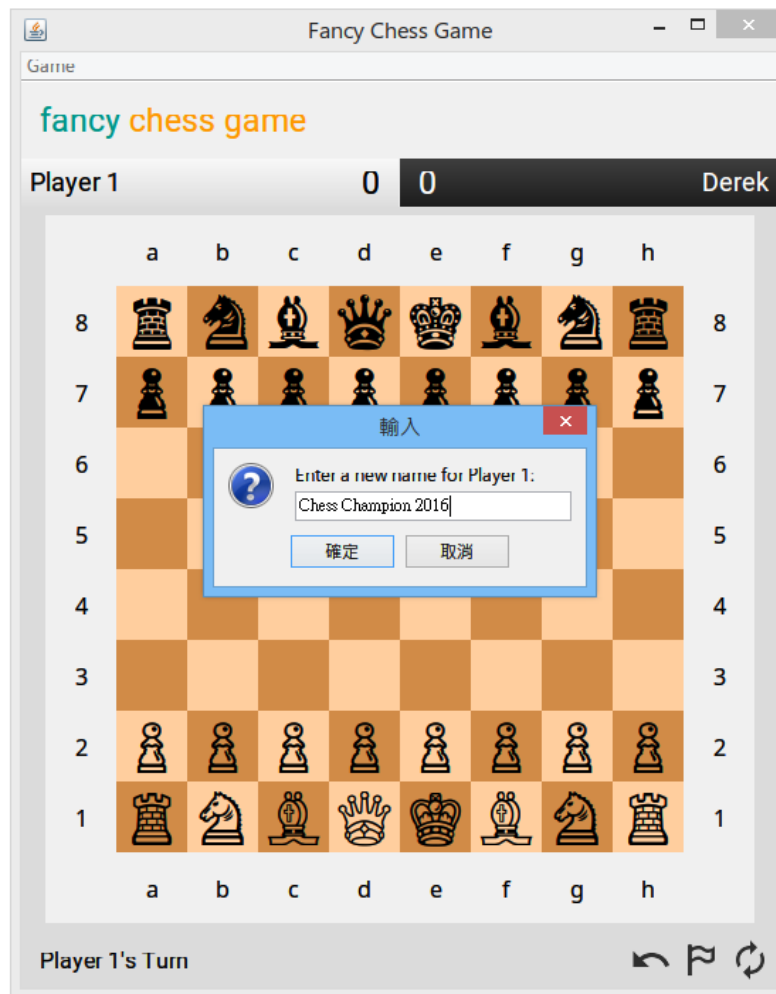 Fancy Chess Game
Game
fancy chess game
Player 1 0 0 Derek
a b c d e f g h
8 8
7 7
輸入
6 6
Enter a new name for Player 1:
Chess Champion 2016
5 5
確定 取消
4 4
3 3
2 2
1 1
a b c d e f g h
Player 1's Turn